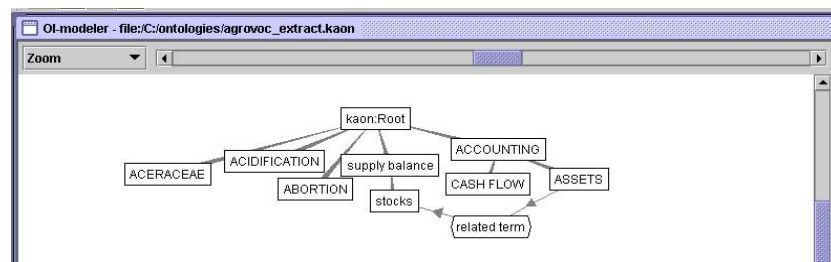 OI-modeler - file:/C:/ontologies/agrovoc_extract.kaon
Zoom
kaon:Root
ACERACEAE
ACIDIFICATION
ABORTION
supply balance
ACCOUNTING
CASH FLOW
ASSETS
stocks
related term